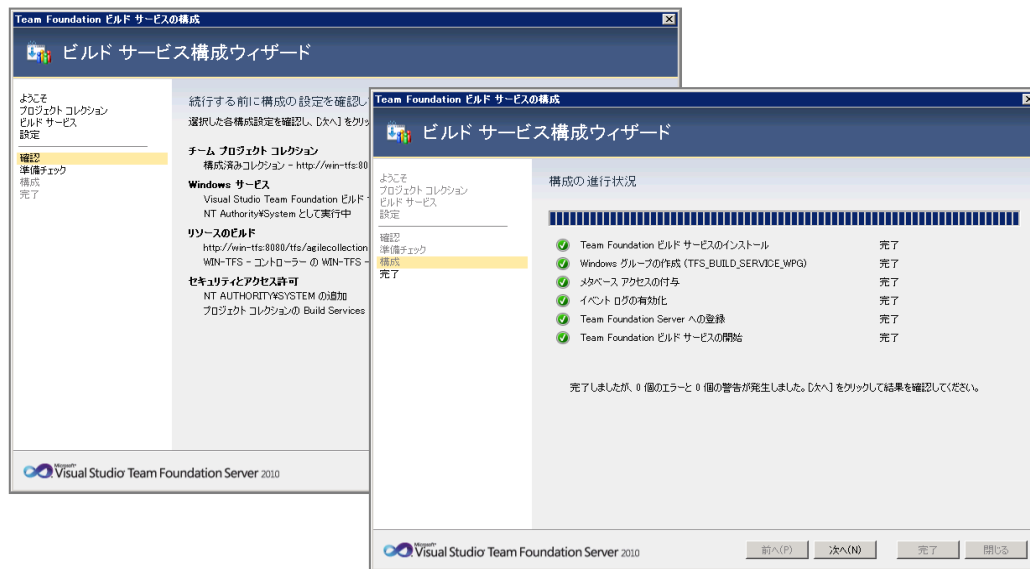 Team Foundation ビルド サービスの構成
ビルド サービス構成ウィザード
ようこそ
プロジェクト コレクション
ビルド サービス
設定
確認
準備チェック
構成
完了
続行する前に構成の設定を確認し
選択した各構成設定を確認し、[次へ] をクリッ
チーム プロジェクト コレクション
構成済みコレクション - http://win-tfs:80
Windows サービス
Visual Studio Team Foundation ビルド
NT Authority¥System として実行中
リソースのビルド
http://win-tfs:8080/tfs/agilecollection
WIN-TFS - コントローラー の WIN-TFS -
セキュリティとアクセス許可
NT AUTHORITY¥SYSTEM の追加
プロジェクト コレクションの Build Services
Microsoft
Visual Studio Team Foundation Server 2010
Team Foundation ビルド サービスの構成
ビルド サービス構成ウィザード
ようこそ
プロジェクト コレクション
ビルド サービス
設定
確認
準備チェック
構成
完了
構成の進行状況
Team Foundation ビルド サービスのインストール 完了
Windows グループの作成 (TFS_BUILD_SERVICE_WPG) 完了
メタベース アクセスの付与 完了
イベント ログの有効化 完了
Team Foundation Server への登録 完了
Team Foundation ビルド サービスの開始 完了
完了しましたが、0 個のエラーと 0 個の警告が発生しました。[次へ] をクリックして結果を確認してください。
Microsoft
Visual Studio Team Foundation Server 2010
前へ(P) 次へ(N) 完了 閉じる